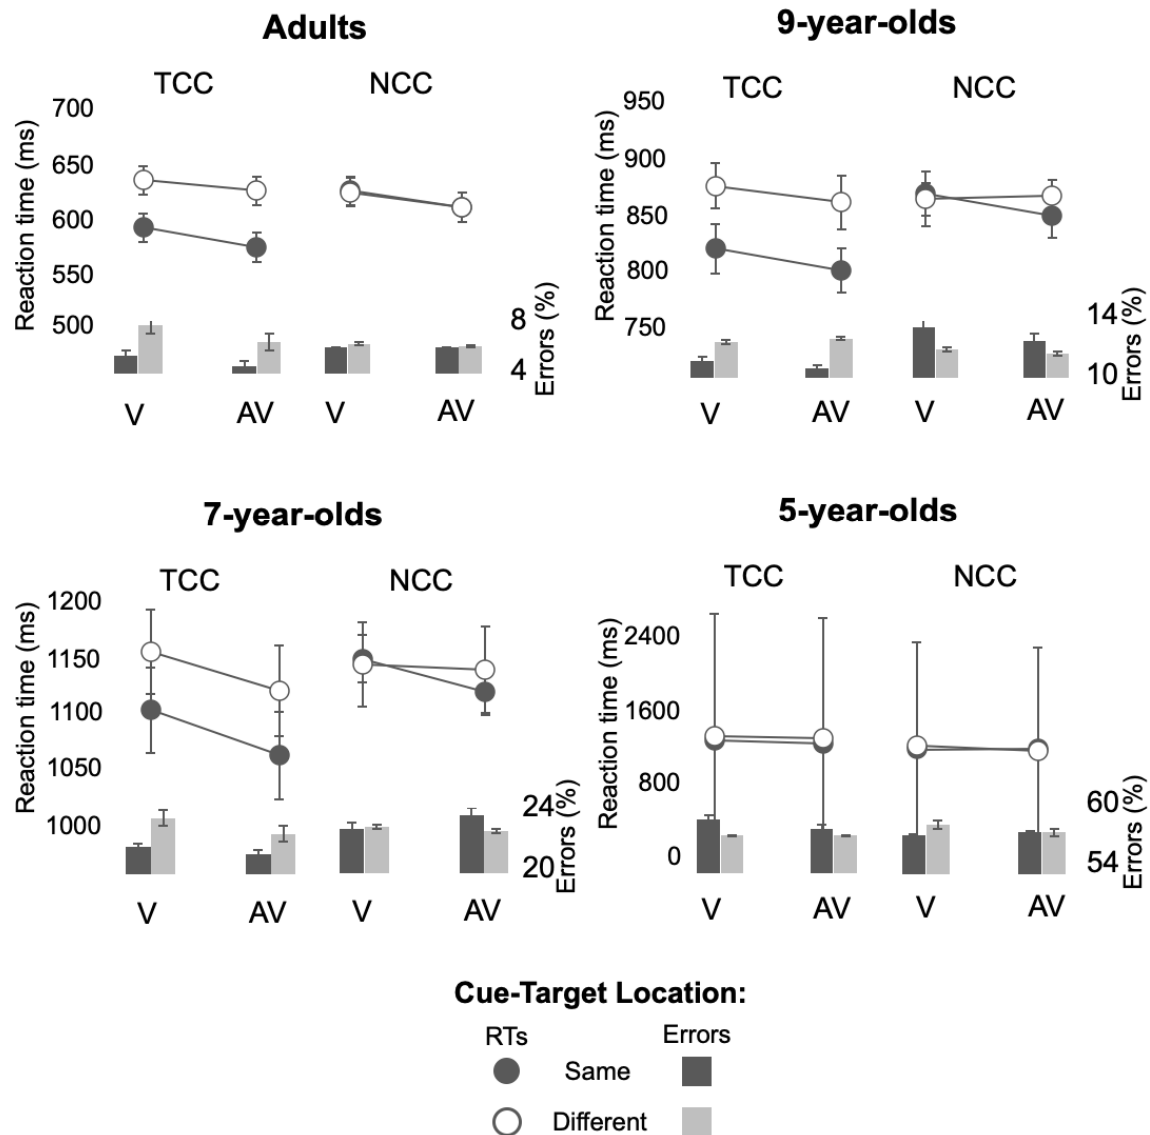 Adults
TCC NCC
Reaction time (ms)
700
650
600
550
500
8
4
Errors (%)
V AV V AV
9-year-olds
TCC NCC
Reaction time (ms)
950
900
850
800
750
14
10
Errors (%)
V AV V AV
7-year-olds
TCC NCC
Reaction time (ms)
1200
1150
1100
1050
1000
24
20
Errors (%)
V AV V AV
5-year-olds
TCC NCC
Reaction time (ms)
2400
1600
800
0
60
54
Errors (%)
V AV V AV
Cue-Target Location:
RTs Errors
Same
Different